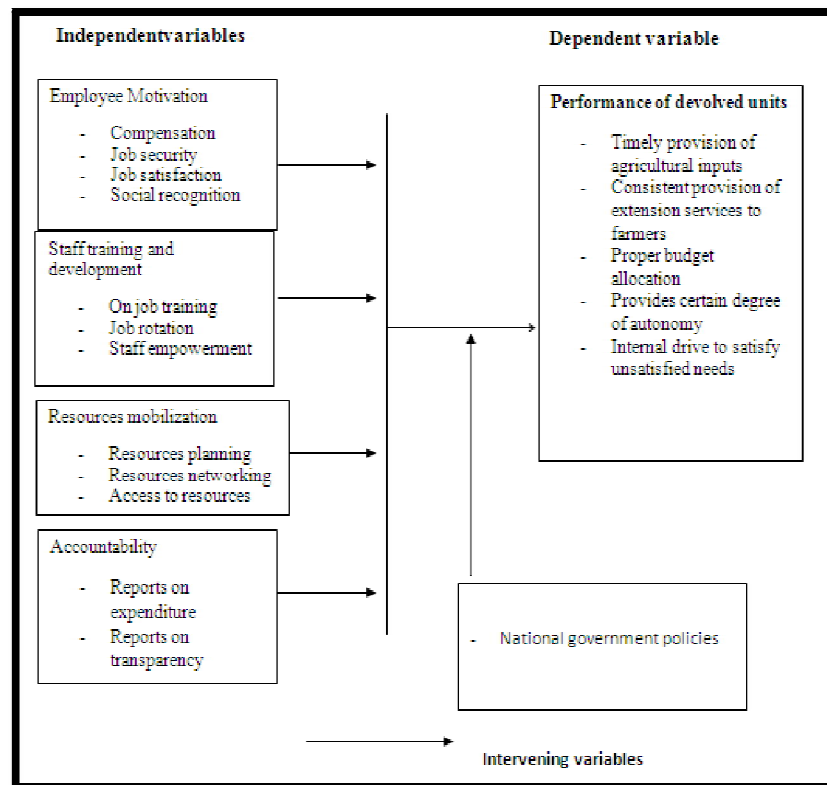 Independentvariables
Employee Motivation
- Compensation
- Job security
- Job satisfaction
- Social recognition
Staff training and
development
- On job training
- Job rotation
- Staff empowerment
Resources mobilization
- Resources planning
- Resources networking
- Access to resources
Accountability
- Reports on
expenditure
- Reports on
transparency
Dependent variable
Performance of devolved units
- Timely provision of
agricultural inputs
- Consistent provision of
extension services to
farmers
- Proper budget
allocation
- Provides certain degree
of autonomy
- Internal drive to satisfy
unsatisfied needs
- National government policies
Intervening variables